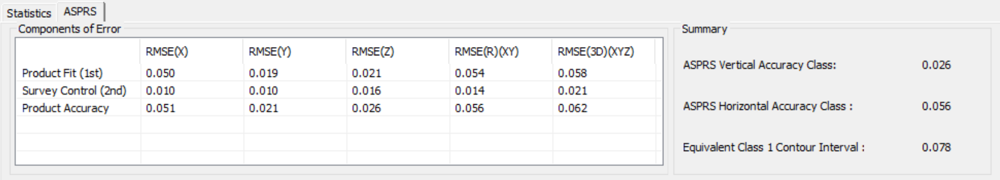 Statistics ASPRS
Components of Error
RMSE(X) RMSE(Y) RMSE(Z) RMSE(R)(XY) RMSE(3D)(XYZ)
Product Fit (1st) 0.050 0.019 0.021 0.054 0.058
Survey Control (2nd) 0.010 0.010 0.016 0.014 0.021
Product Accuracy 0.051 0.021 0.026 0.056 0.062
Summary
ASPRS Vertical Accuracy Class: 0.026
ASPRS Horizontal Accuracy Class : 0.056
Equivalent Class 1 Contour Interval : 0.078